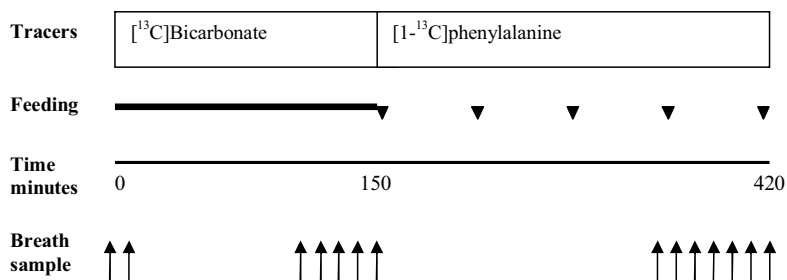 Tracers [¹³C]Bicarbonate [1-¹³C]phenylalanine
Feeding
Time
minutes 0 150 420
Breath
sample